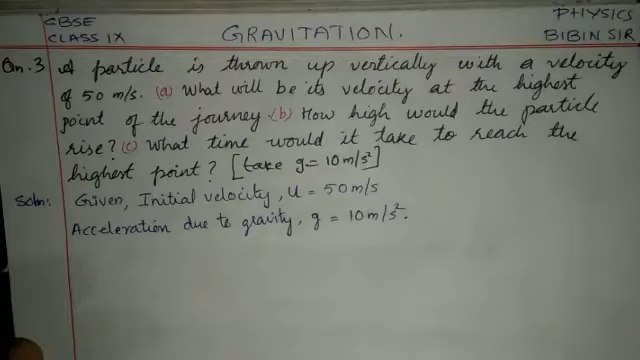 CBSE
CLASS IX
GRAVITATION.
PHYSICS
BIBIN SIR
Qn.3 A particle is thrown up vertically with a velocity
of 50 m/s. (a) What will be its velocity at the highest
point of the journey. (b) How high would the particle
rise? (c) What time would it take to reach the
highest point? [take g = 10 m/s²]
Soln: Given, Initial velocity, u = 50 m/s
Acceleration due to gravity, g = 10 m/s².